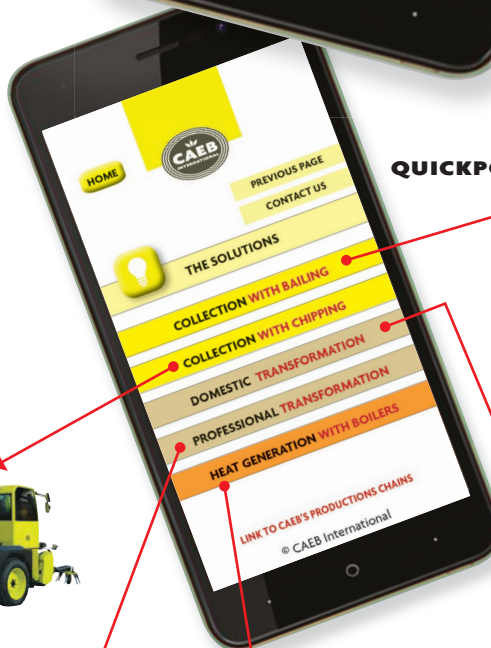 CAEB
INTERNATIONAL
HOME
PREVIOUS PAGE
CONTACT US
QUICKPO
THE SOLUTIONS
COLLECTION WITH BAILING
COLLECTION WITH CHIPPING
DOMESTIC TRANSFORMATION
PROFESSIONAL TRANSFORMATION
HEAT GENERATION WITH BOILERS
LINK TO CAEB'S PRODUCTIONS CHAINS
© CAEB International